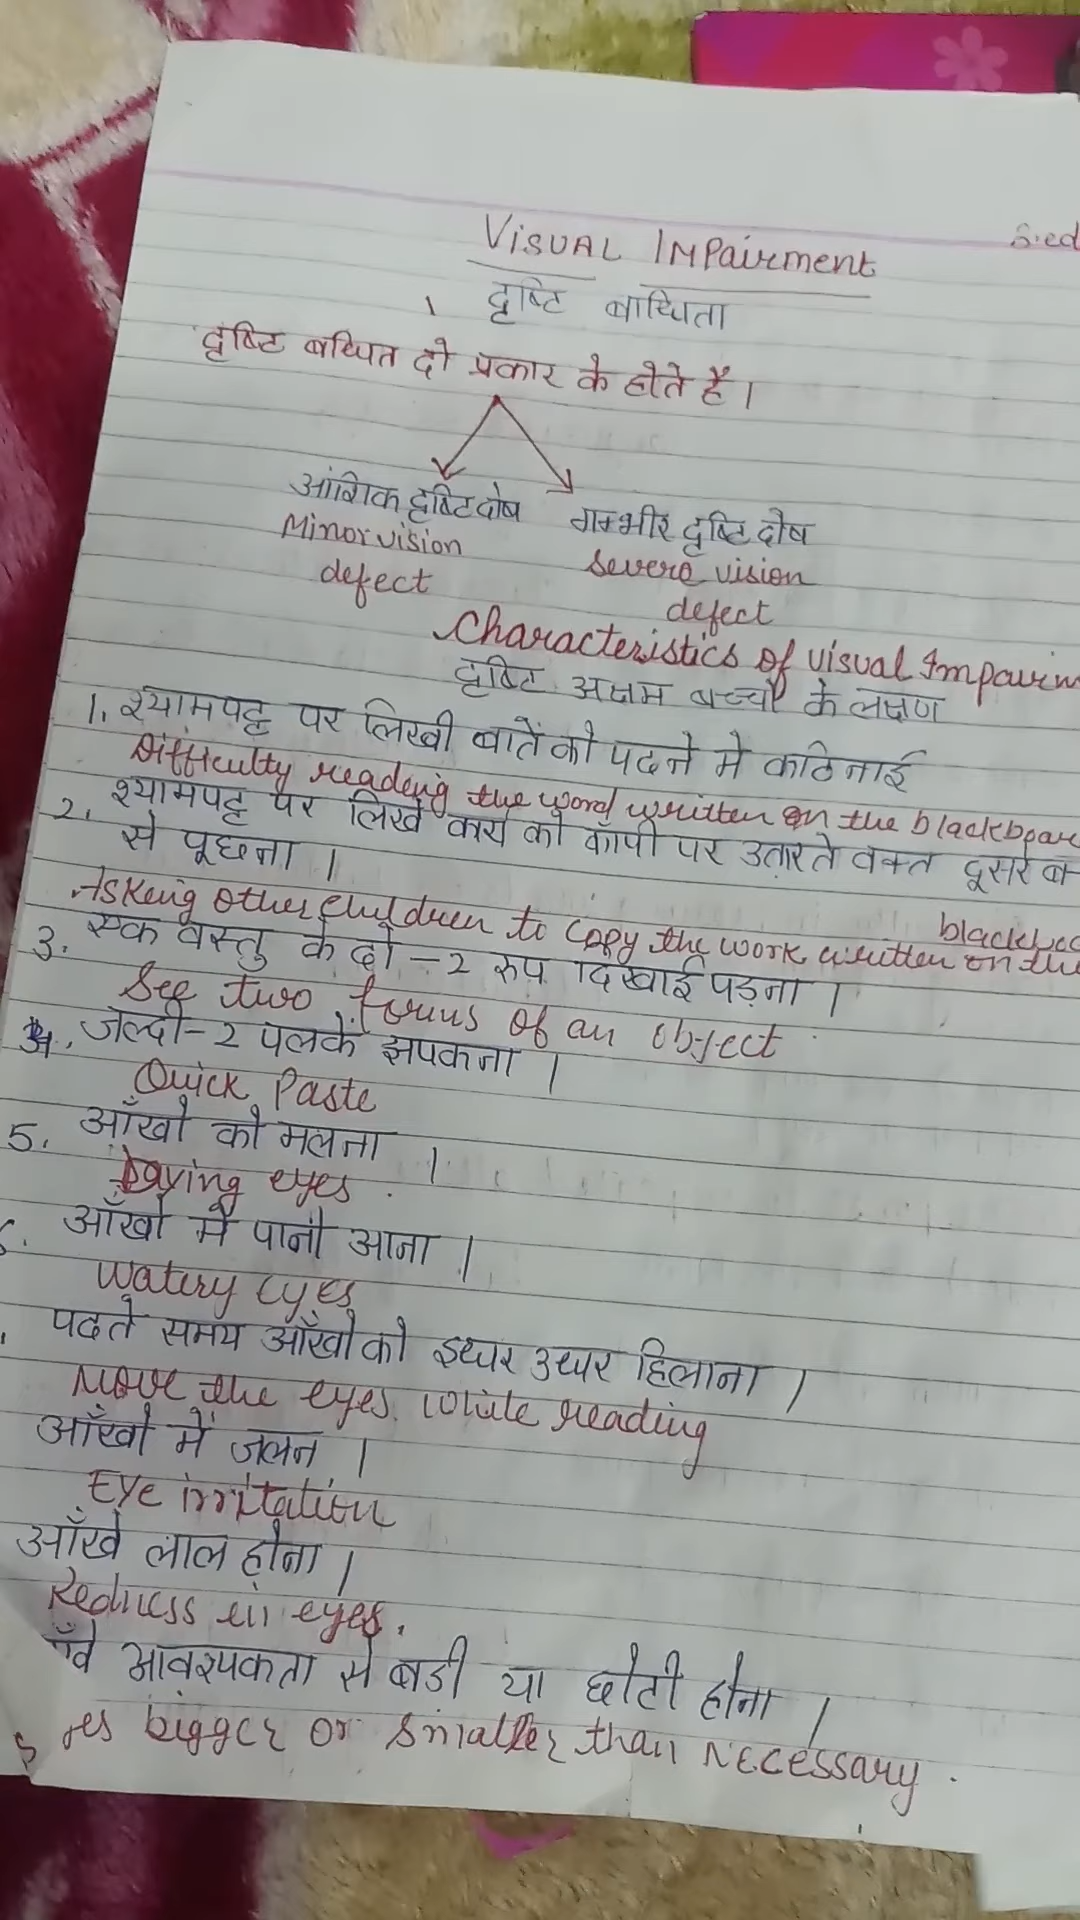 VISUAL IMPairment
B.ed
दृष्टि बाधिता
दृष्टि बधित दो प्रकार के होते है।
आंशिक दृष्टि दोष
गम्भीर दृष्टि दोष
Minor vision
defect
severe vision
defect
Characteristics of visual Impairm
दृष्टि अक्षम बच्चों के लक्षण
1. श्यामपट्ट पर लिखी बातें को पढने मे कठिनाई
Difficulty reading the word written on the blackboar
2. श्यामपट्ट पर लिखे कार्य को कॉपी पर उतारते वक्त दूसरे ब
से पूछना।
Asking other children to copy the work written on the
3. एक वस्तु के दो-2 रूप दिखाई पड़ना।
See two forms of an object
4. जल्दी-2 पलकें झपकना।
Quick Paste
5. आँखो को मलना।
eyes.
आँखो में पानी आना।
Watery eyes
पढते समय आँखो को इधर उधर हिलाना।
Move the eyes while reading
आँखो में जलन।
Eye irritation
आँखे लाल होना।
Redness in eyes.
आवश्यकता से बडी या छोटी होना।
yes bigger or smaller than necessary.